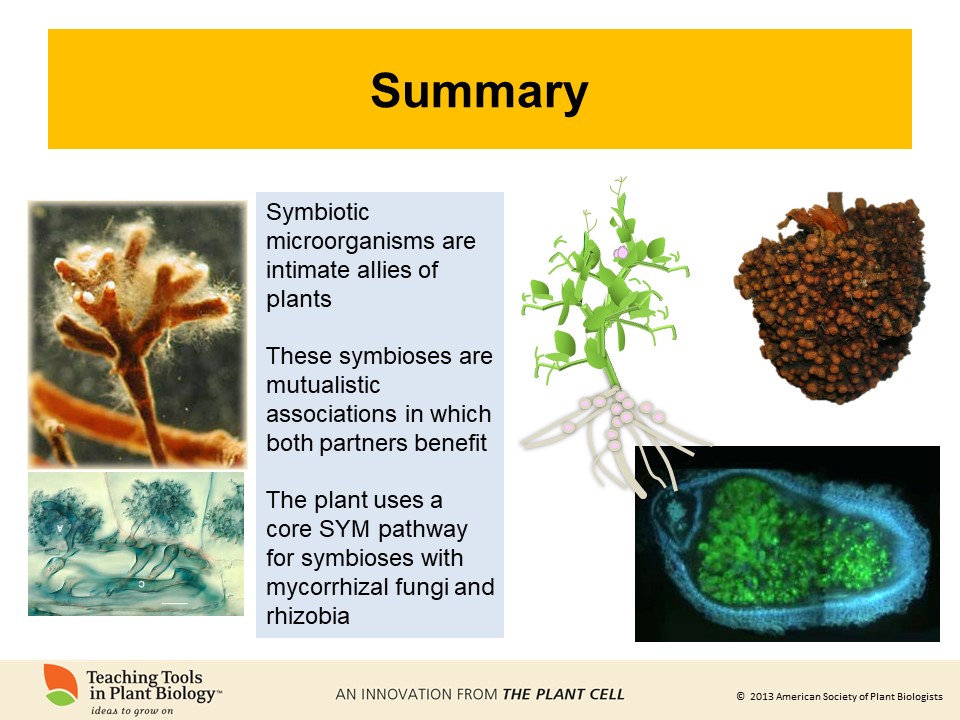 Summary
Symbiotic
microorganisms are
intimate allies of
plants
These symbioses are
mutualistic
associations in which
both partners benefit
The plant uses a
core SYM pathway
for symbioses with
mycorrhizal fungi and
rhizobia
A
C
Teaching Tools
in Plant Biology™
ideas to grow on
AN INNOVATION FROM THE PLANT CELL
© 2013 American Society of Plant Biologists